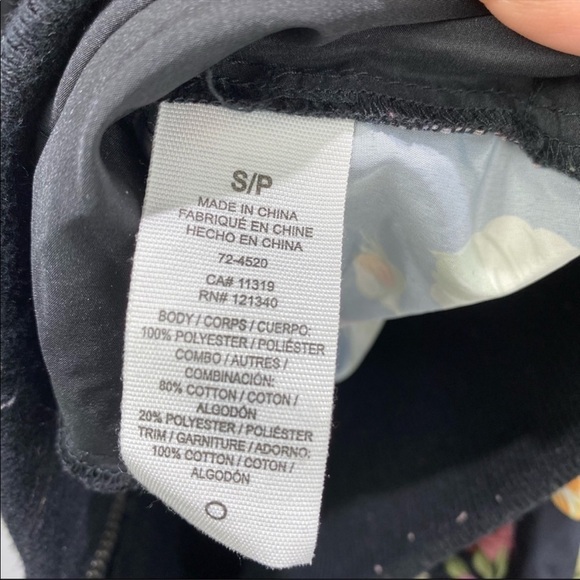 S/P
MADE IN CHINA
FABRIQUÉ EN CHINE
HECHO EN CHINA
72-4520
CA# 11319
RN# 121340
BODY / CORPS / CUERPO:
100% POLYESTER / POLIÉSTER
COMBO / AUTRES /
COMBINACIÓN:
80% COTTON / COTON /
ALGODÓN
20% POLYESTER / POLIÉSTER
TRIM / GARNITURE / ADORNO:
100% COTTON / COTON /
ALGODÓN